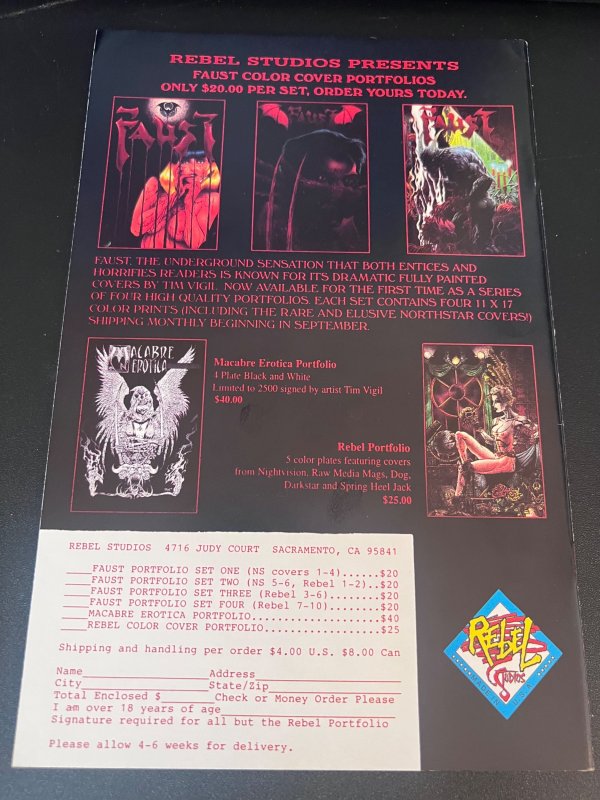 REBEL STUDIOS PRESENTS
FAUST COLOR COVER PORTFOLIOS
ONLY $20.00 PER SET, ORDER YOURS TODAY.
FAUST
FAUST
FAUST
FAUST, THE UNDERGROUND SENSATION THAT BOTH ENTICES AND
HORRIFIES READERS IS KNOWN FOR ITS DRAMATIC FULLY PAINTED
COVERS BY TIM VIGIL. NOW AVAILABLE FOR THE FIRST TIME AS A SERIES
OF FOUR HIGH QUALITY PORTFOLIOS. EACH SET CONTAINS FOUR 11 X 17
COLOR PRINTS (INCLUDING THE RARE AND ELUSIVE NORTHSTAR COVERS!)
SHIPPING MONTHLY BEGINNING IN SEPTEMBER.
MACABRE
EROTICA
Macabre Erotica Portfolio
4 Plate Black and White
Limited to 2500 signed by artist Tim Vigil
$40.00
Rebel Portfolio
5 color plates featuring covers
from Nightvision, Raw Media Mags, Dog,
Darkstar and Spring Heel Jack
$25.00
REBEL STUDIOS 4716 JUDY COURT SACRAMENTO, CA 95841
____FAUST PORTFOLIO SET ONE (NS covers 1-4)......$20
____FAUST PORTFOLIO SET TWO (NS 5-6, Rebel 1-2)..$20
____FAUST PORTFOLIO SET THREE (Rebel 3-6)........$20
____FAUST PORTFOLIO SET FOUR (Rebel 7-10)........$20
____MACABRE EROTICA PORTFOLIO....................$40
____REBEL COLOR COVER PORTFOLIO..................$25
Shipping and handling per order $4.00 U.S. $8.00 Can
Name_________________Address___________________
City_________________State/Zip___________________
Total Enclosed $________Check or Money Order Please
I am over 18 years of age_________________________
Signature required for all but the Rebel Portfolio
Please allow 4-6 weeks for delivery.
REBEL
Studios
MADE IN U.S.A.